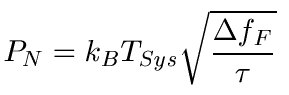 $P_N = k_B T_{Sys} \sqrt{\frac{\Delta f_F}{\tau}}$